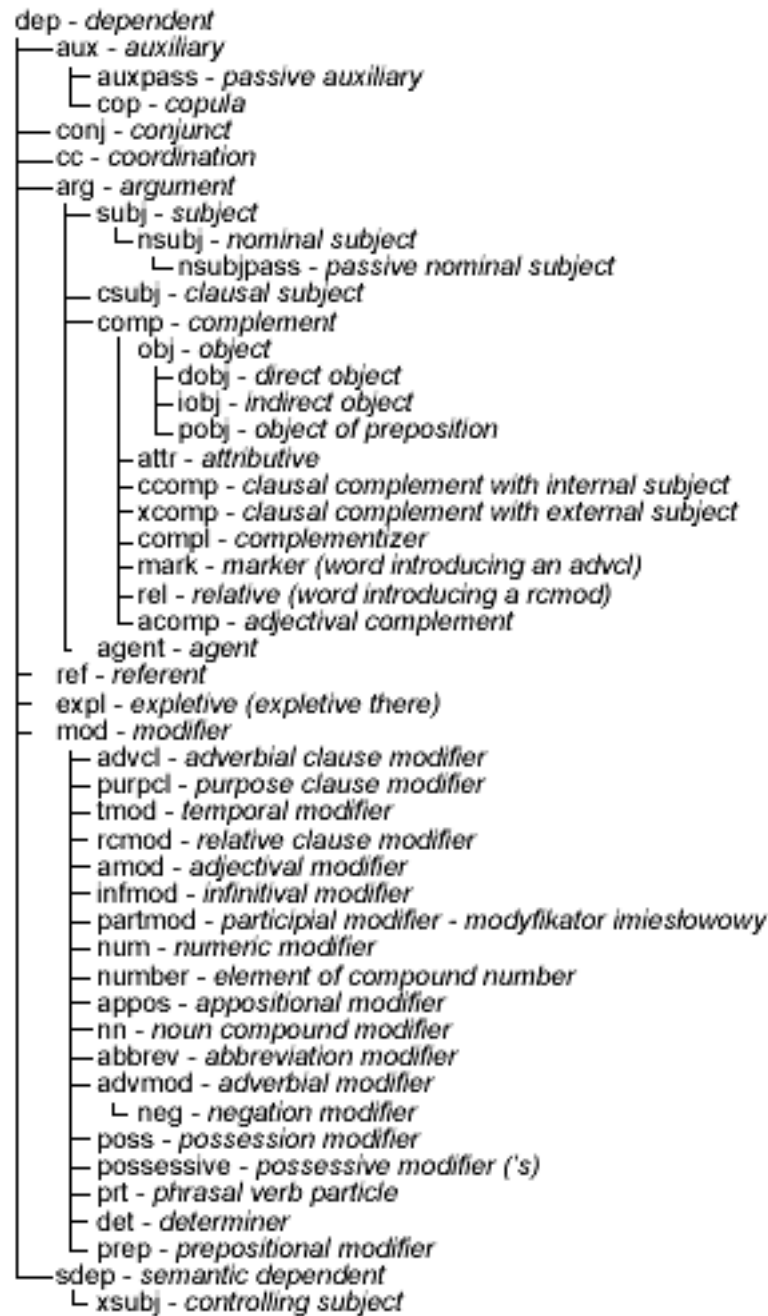 dep - dependent
aux - auxiliary
auxpass - passive auxiliary
cop - copula
conj - conjunct
cc - coordination
arg - argument
subj - subject
nsubj - nominal subject
nsubjpass - passive nominal subject
csubj - clausal subject
comp - complement
obj - object
dobj - direct object
iobj - indirect object
pobj - object of preposition
attr - attributive
ccomp - clausal complement with internal subject
xcomp - clausal complement with external subject
compl - complementizer
mark - marker (word introducing an advcl)
rel - relative (word introducing a rcmod)
acomp - adjectival complement
agent - agent
ref - referent
expl - expletive (expletive there)
mod - modifier
advcl - adverbial clause modifier
purpcl - purpose clause modifier
tmod - temporal modifier
rcmod - relative clause modifier
amod - adjectival modifier
infmod - infinitival modifier
partmod - participial modifier - modyfikator imiesłowowy
num - numeric modifier
number - element of compound number
appos - appositional modifier
nn - noun compound modifier
abbrev - abbreviation modifier
advmod - adverbial modifier
neg - negation modifier
poss - possession modifier
possessive - possessive modifier ('s)
prt - phrasal verb particle
det - determiner
prep - prepositional modifier
sdep - semantic dependent
xsubj - controlling subject